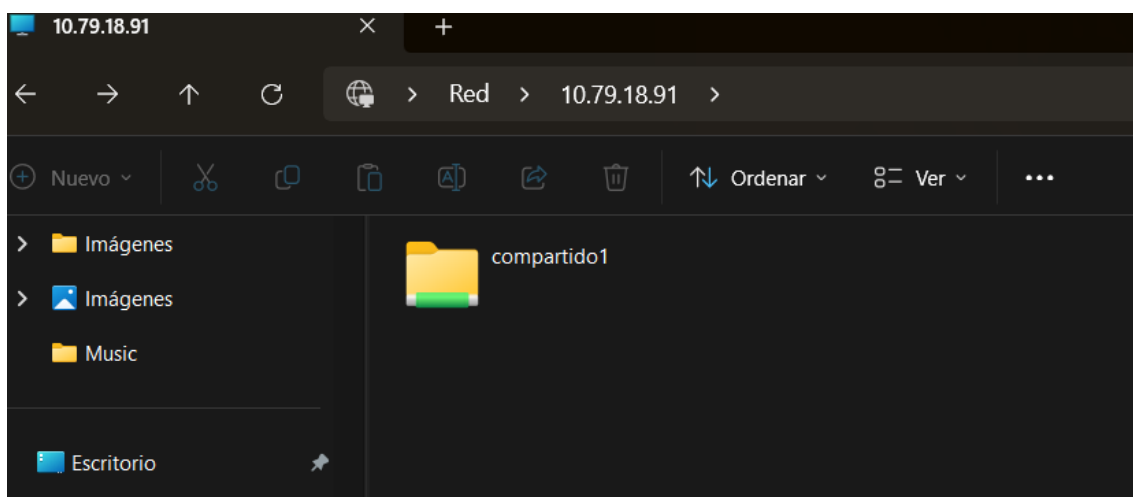 10.79.18.91
Red 10.79.18.91
Nuevo Ordenar Ver
Imágenes
compartido1
Imágenes
Music
Escritorio